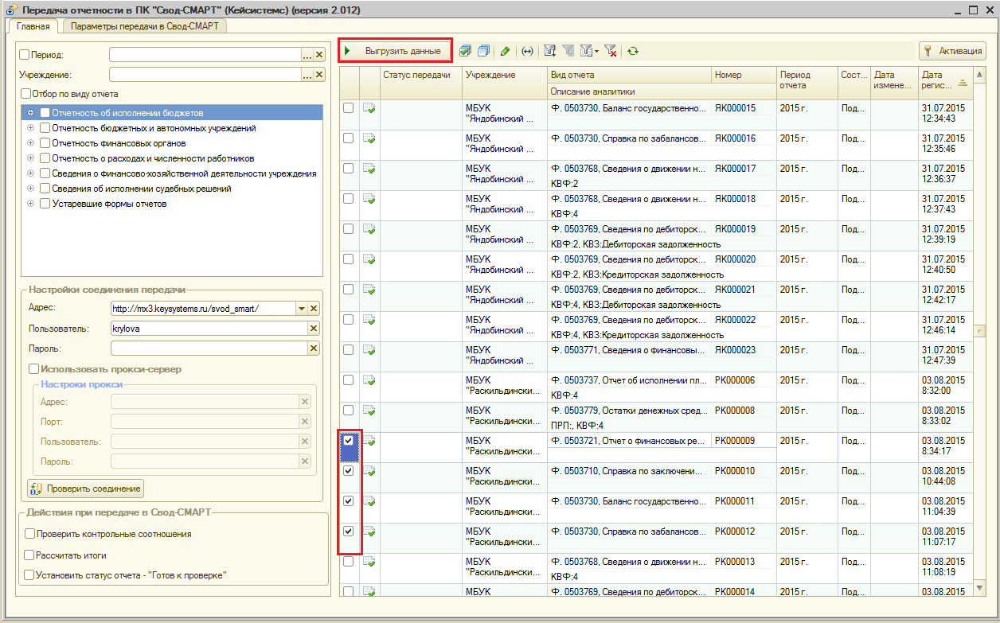 Передача отчетности в ПК "Свод-СМАРТ" (Кейсистемс) (версия 2.012)
Главная
Параметры передачи в Свод-СМАРТ
Период:
Учреждение:
Отбор по виду отчета
Отчетность об исполнении бюджетов
Отчетность бюджетных и автономных учреждений
Отчетность финансовых органов
Отчетность о расходах и численности работников
Сведения о финансово-хозяйственной деятельности учреждения
Сведения об исполнении судебных решений
Устаревшие формы отчетов
Настройки соединения передачи
Адрес: http://mx3.keysystems.ru/svod_smart/
Пользователь: krylova
Пароль:
Использовать прокси-сервер
Настроки прокси
Адрес:
Порт:
Пользователь:
Пароль:
Проверить соединение
Действия при передаче в Свод-СМАРТ
Проверить контрольные соотношения
Рассчитать итоги
Установить статус отчета - "Готов к проверке"
Выгрузить данные
Активация
Статус передачи Учреждение Вид отчета Номер Период Сост... Дата Дата
отчета измене... регис...
Описание аналитики
МБУК Ф. 0503730, Баланс государственно... ЯК000015 2015 г. Под... 31.07.2015
"Яндобинский ... 12:34:43
МБУК Ф. 0503730, Справка по забалансов... ЯК000016 2015 г. Под... 31.07.2015
"Яндобинский ... 12:35:46
МБУК Ф. 0503768, Сведения о движении н... ЯК000017 2015 г. Под... 31.07.2015
"Яндобинский ... КВФ:2 12:36:37
МБУК Ф. 0503768, Сведения о движении н... ЯК000018 2015 г. Под... 31.07.2015
"Яндобинский ... КВФ:4 12:37:43
МБУК Ф. 0503769, Сведения по дебиторск... ЯК000019 2015 г. Под... 31.07.2015
"Яндобинский ... КВФ:2, КВЗ:Дебиторская задолженность 12:39:19
МБУК Ф. 0503769, Сведения по дебиторск... ЯК000020 2015 г. Под... 31.07.2015
"Яндобинский ... КВФ:2, КВЗ:Кредиторская задолженность 12:40:50
МБУК Ф. 0503769, Сведения по дебиторск... ЯК000021 2015 г. Под... 31.07.2015
"Яндобинский ... КВФ:4, КВЗ:Дебиторская задолженность 12:42:17
МБУК Ф. 0503769, Сведения по дебиторск... ЯК000022 2015 г. Под... 31.07.2015
"Яндобинский ... КВФ:4, КВЗ:Кредиторская задолженность 12:46:14
МБУК Ф. 0503771, Сведения о финансовы... ЯК000023 2015 г. Под... 31.07.2015
"Яндобинский ... 12:47:39
МБУК Ф. 0503737, Отчет об исполнении пл... РК000006 2015 г. Под... 03.08.2015
"Раскильдински... КВФ:4 8:32:00
МБУК Ф. 0503779, Остатки денежных сред... РК000008 2015 г. Под... 03.08.2015
"Раскильдински... ПРП:, КВФ:4 8:33:02
МБУК Ф. 0503721, Отчет о финансовых ре... РК000009 2015 г. Под... 03.08.2015
"Раскильдински... 8:34:17
МБУК Ф. 0503710, Справка по заключени... РК000010 2015 г. Под... 03.08.2015
"Раскильдински... 10:44:08
МБУК Ф. 0503730, Баланс государственно... РК000011 2015 г. Под... 03.08.2015
"Раскильдински... 11:04:39
МБУК Ф. 0503730, Справка по забалансов... РК000012 2015 г. Под... 03.08.2015
"Раскильдински... 11:07:17
МБУК Ф. 0503768, Сведения о движении н... РК000013 2015 г. Под... 03.08.2015
"Раскильдински... КВФ:4 11:08:19
МБУК Ф. 0503769, Сведения по дебиторск... РК000014 2015 г. Под... 03.08.2015